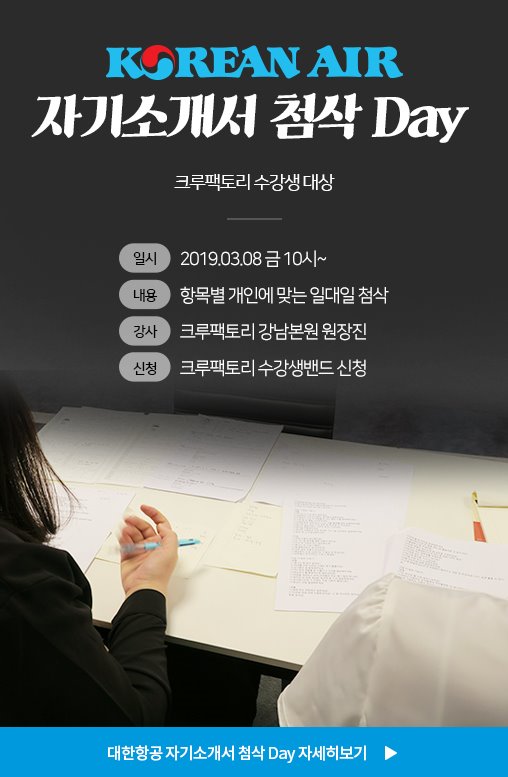 KOREAN AIR
자기소개서 첨삭 Day
크루팩토리 수강생 대상
일시 2019.03.08 금 10시~
내용 항목별 개인에 맞는 일대일 첨삭
강사 크루팩토리 강남본원 원장진
신청 크루팩토리 수강생밴드 신청
대한항공 자기소개서 첨삭 Day 자세히보기 ▶